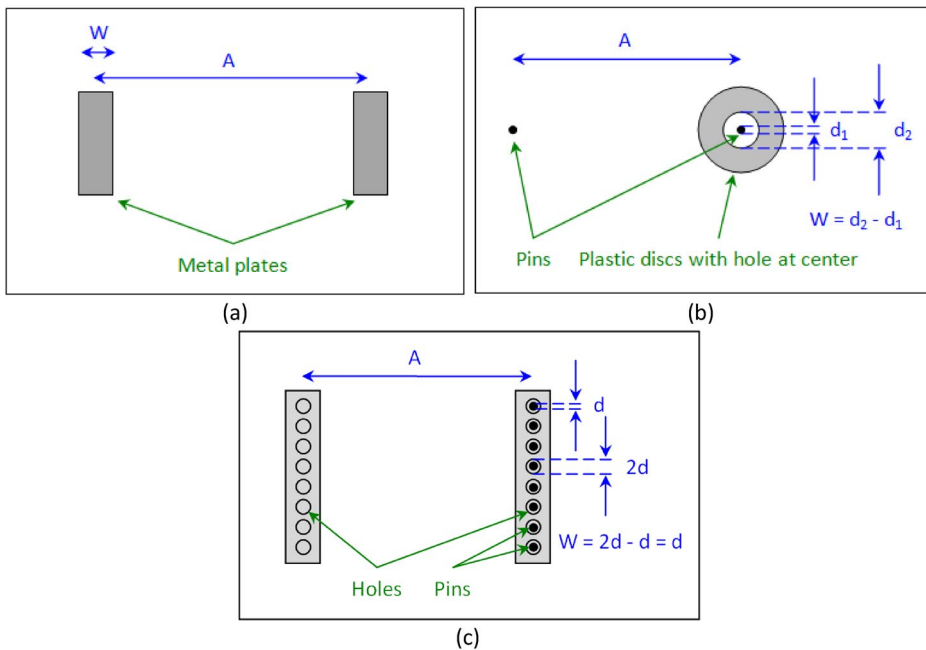 W
A
Metal plates
(a)
A
d₁
d₂
W = d₂ - d₁
Pins
Plastic discs with hole at center
(b)
A
d
2d
W = 2d - d = d
Holes
Pins
(c)